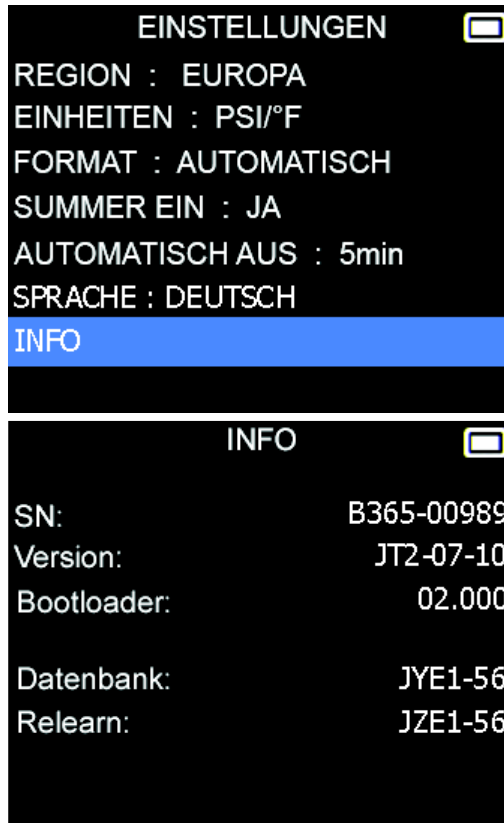 EINSTELLUNGEN
REGION : EUROPA
EINHEITEN : PSI/°F
FORMAT : AUTOMATISCH
SUMMER EIN : JA
AUTOMATISCH AUS : 5min
SPRACHE : DEUTSCH
INFO
INFO
SN: B365-00989
Version: JT2-07-10
Bootloader: 02.000
Datenbank: JYE1-56
Relearn: JZE1-56